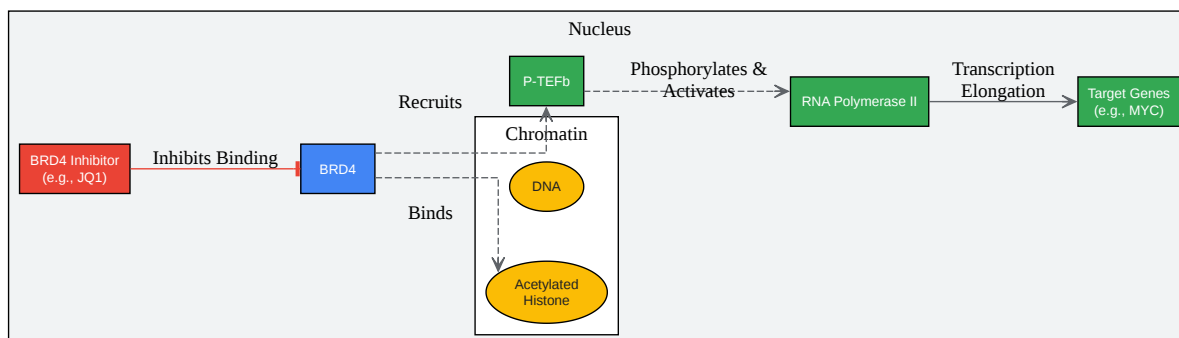 Nucleus
P-TEFb
Phosphorylates &
Activates
RNA Polymerase II
Transcription
Elongation
Target Genes
(e.g., MYC)
Recruits
Chromatin
BRD4 Inhibitor
(e.g., JQ1)
Inhibits Binding
BRD4
DNA
Binds
Acetylated
Histone